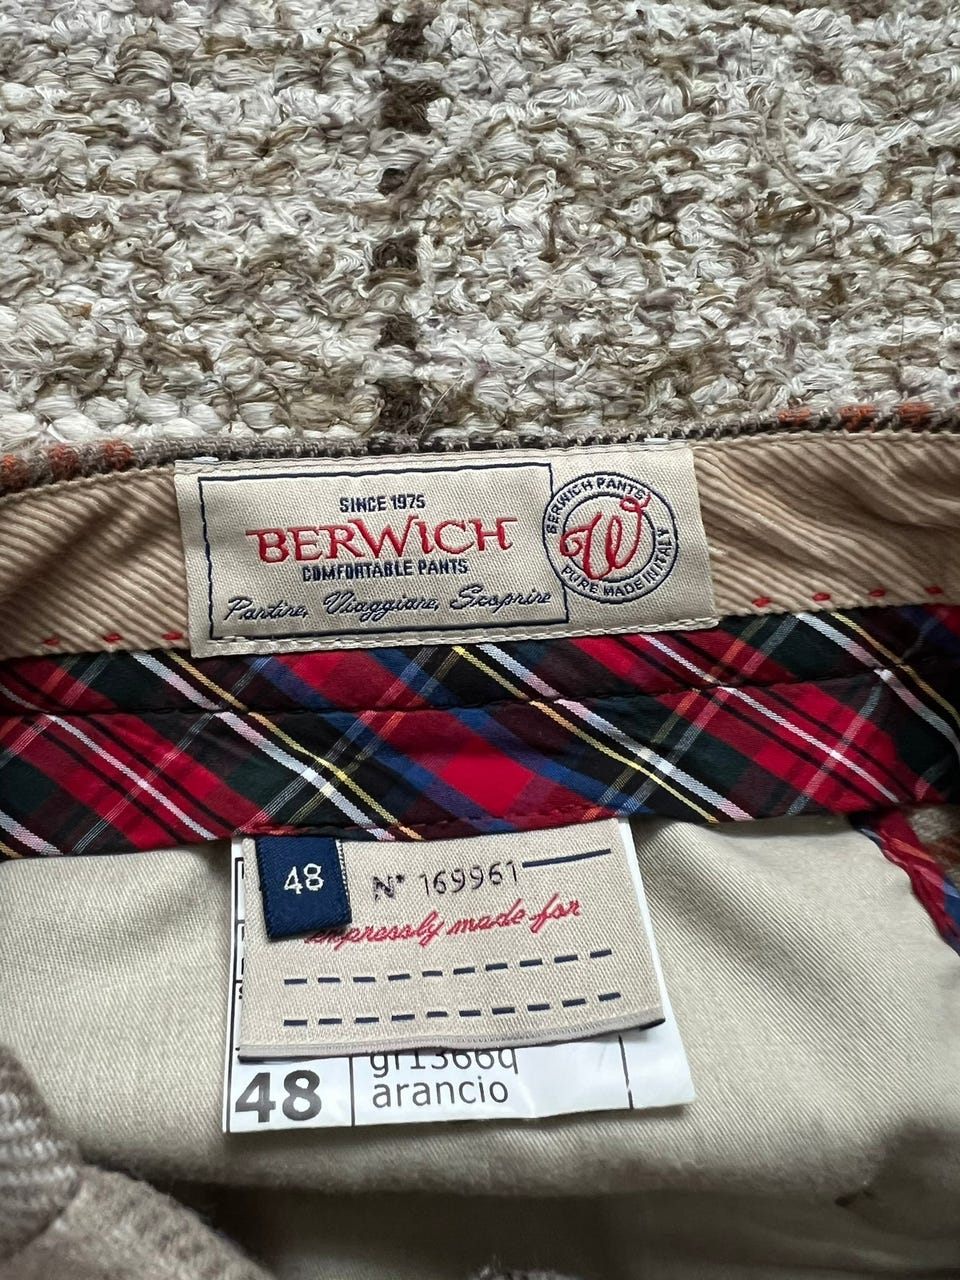 SINCE 1975
BERWICH
COMFORTABLE PANTS
Partire, Viaggiare, Scoprire
BERWICH PANTS
W
PURE MADE IN ITALY
48
N° 169961
expressly made for
48
gr1366q
arancio